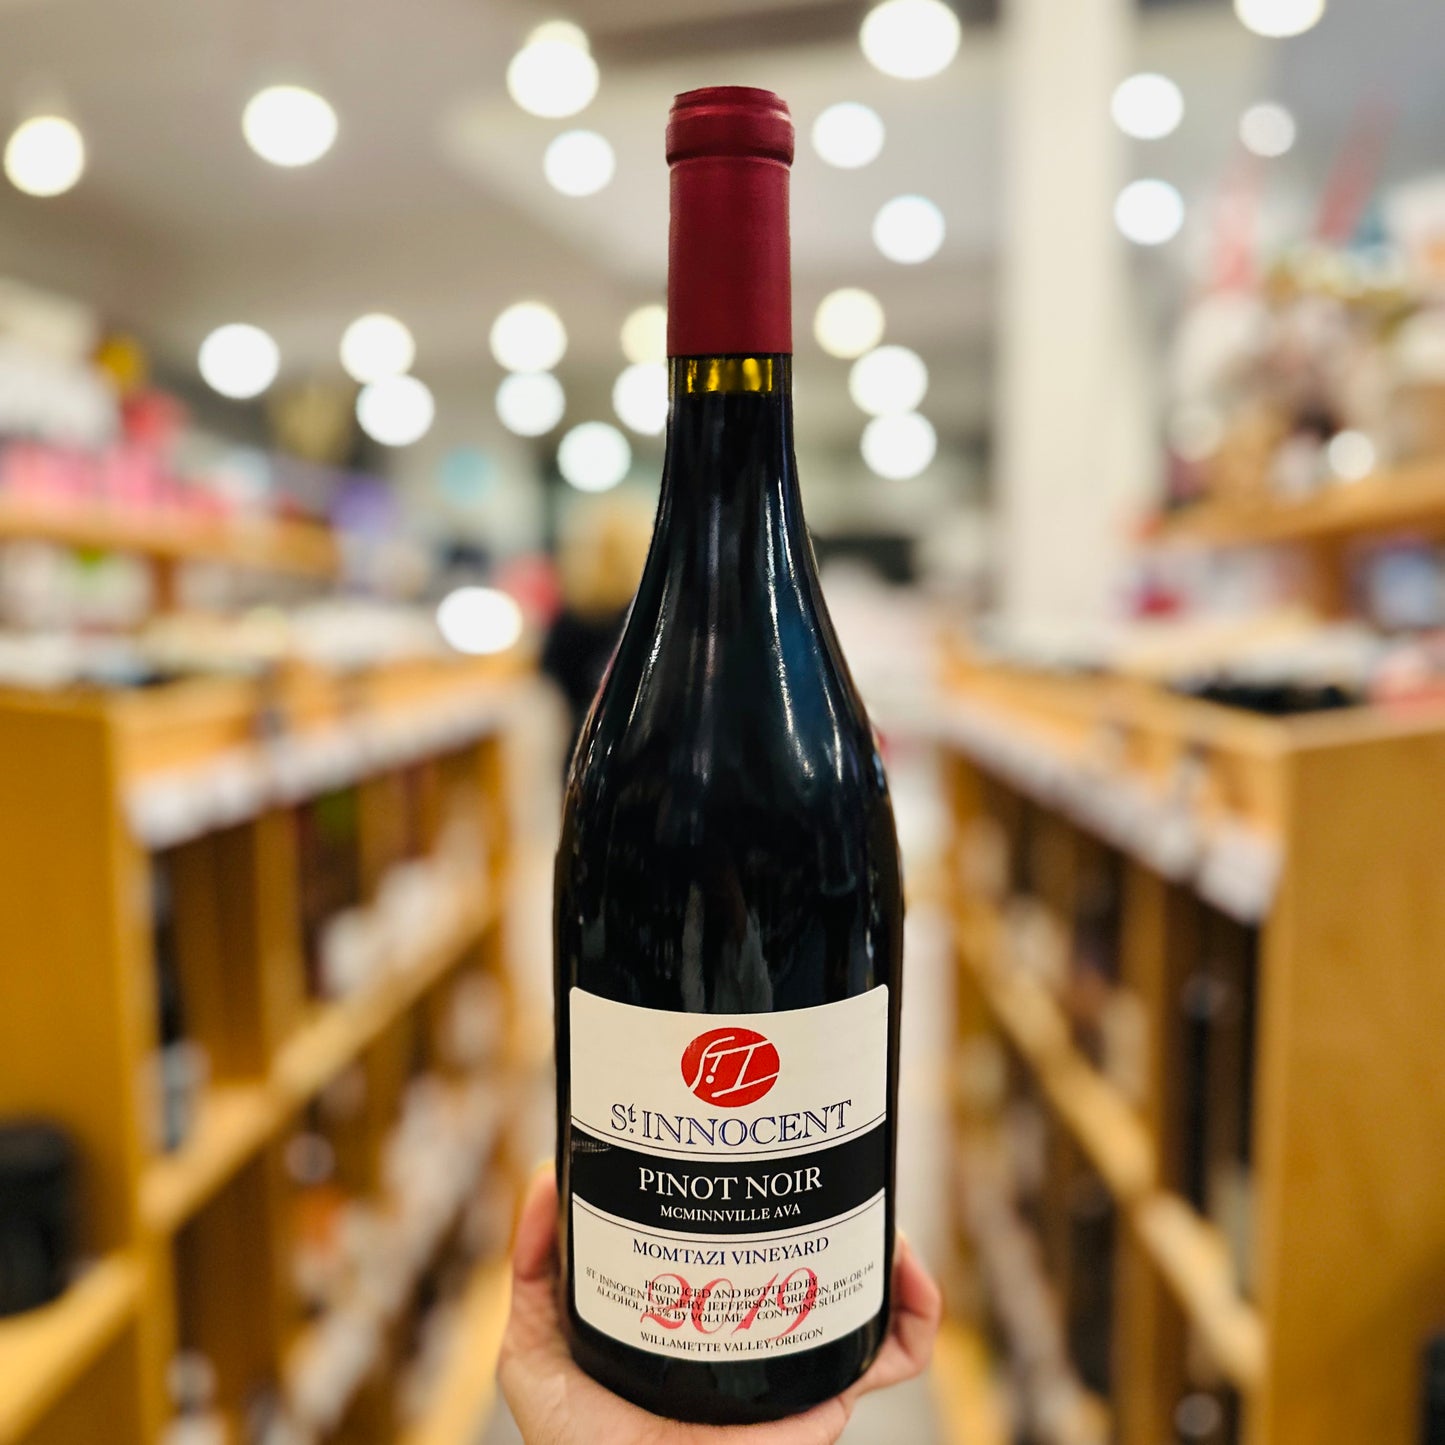 St. INNOCENT
PINOT NOIR
MCMINNVILLE AVA
MOMTAZI VINEYARD
2019
PRODUCED AND BOTTLED BY
ST. INNOCENT WINERY, JEFFERSON, OREGON, BW-OR-144
ALCOHOL 13.5% BY VOLUME. CONTAINS SULFITES.
WILLAMETTE VALLEY, OREGON